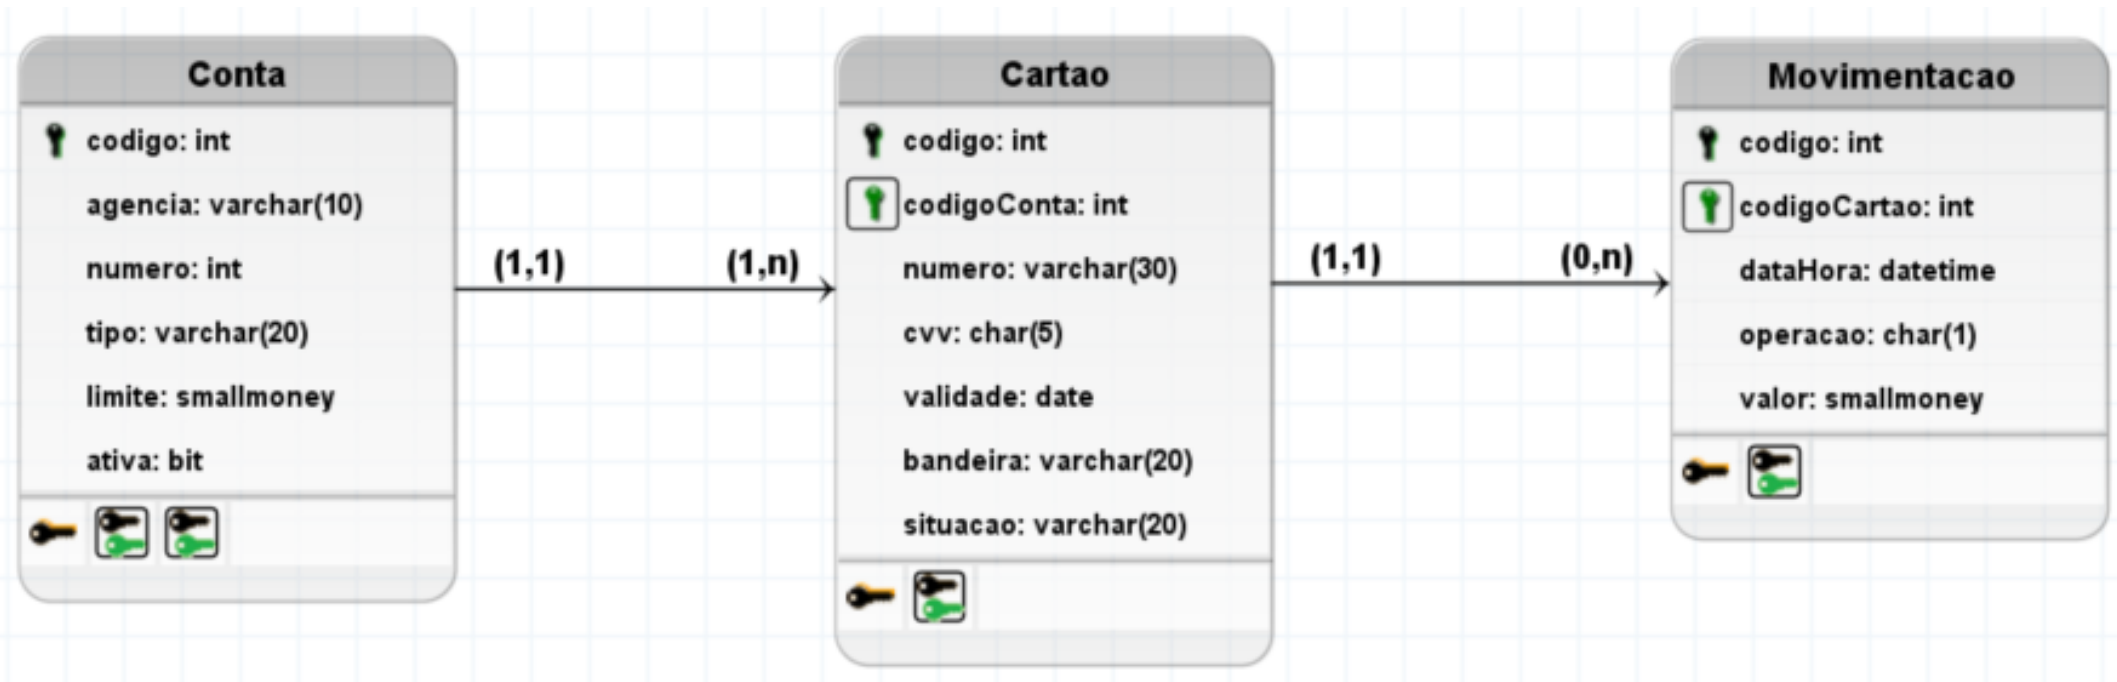 Conta
codigo: int
agencia: varchar(10)
numero: int
tipo: varchar(20)
limite: smallmoney
ativa: bit
(1,1)
(1,n)
Cartao
codigo: int
codigoConta: int
numero: varchar(30)
cvv: char(5)
validade: date
bandeira: varchar(20)
situacao: varchar(20)
(1,1)
(0,n)
Movimentacao
codigo: int
codigoCartao: int
dataHora: datetime
operacao: char(1)
valor: smallmoney